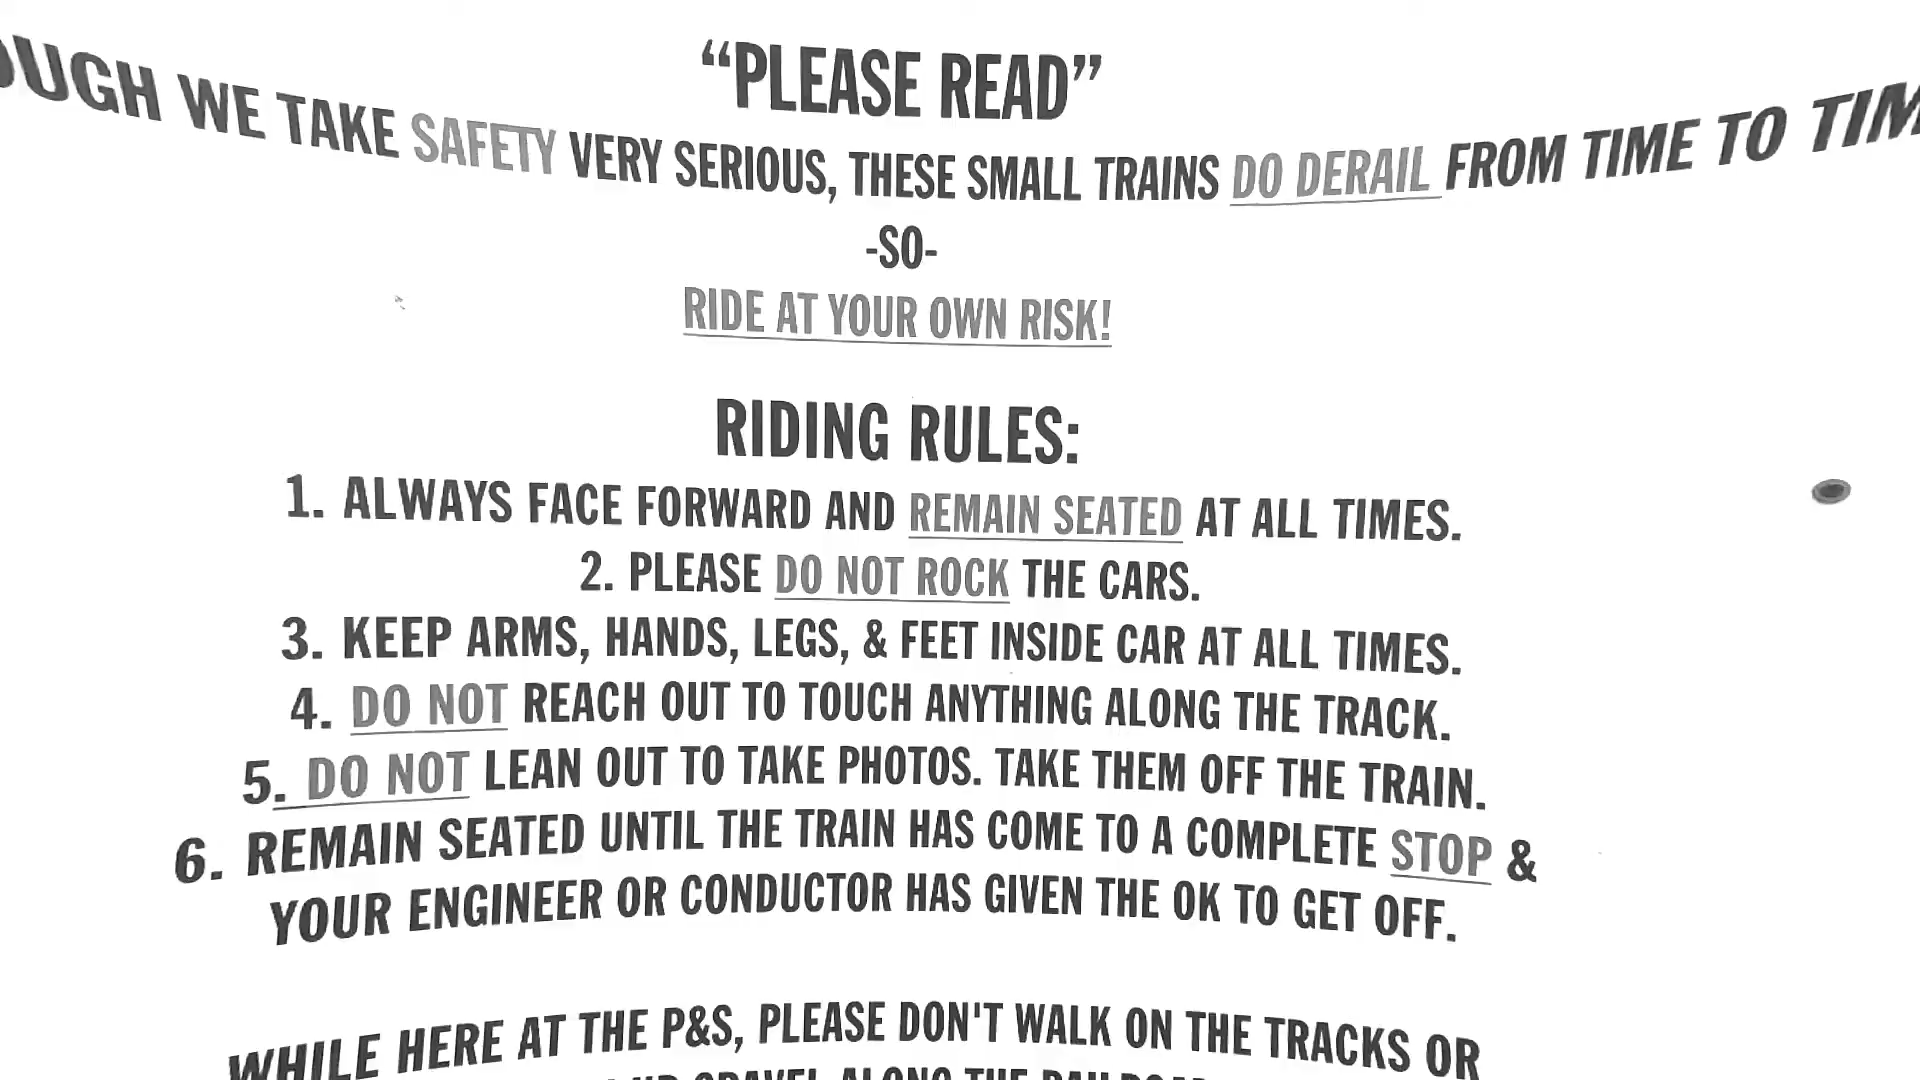 “PLEASE READ”
WE TAKE SAFETY VERY SERIOUS, THESE SMALL TRAINS DO DERAIL FROM TIME TO
-SO-
RIDE AT YOUR OWN RISK!
RIDING RULES:
1. ALWAYS FACE FORWARD AND REMAIN SEATED AT ALL TIMES.
2. PLEASE DO NOT ROCK THE CARS.
3. KEEP ARMS, HANDS, LEGS, & FEET INSIDE CAR AT ALL TIMES.
4. DO NOT REACH OUT TO TOUCH ANYTHING ALONG THE TRACK.
5. DO NOT LEAN OUT TO TAKE PHOTOS. TAKE THEM OFF THE TRAIN.
6. REMAIN SEATED UNTIL THE TRAIN HAS COME TO A COMPLETE STOP &
YOUR ENGINEER OR CONDUCTOR HAS GIVEN THE OK TO GET OFF.
WHILE HERE AT THE P&S, PLEASE DON'T WALK ON THE TRACKS OR
GRAVEL ALONG THE